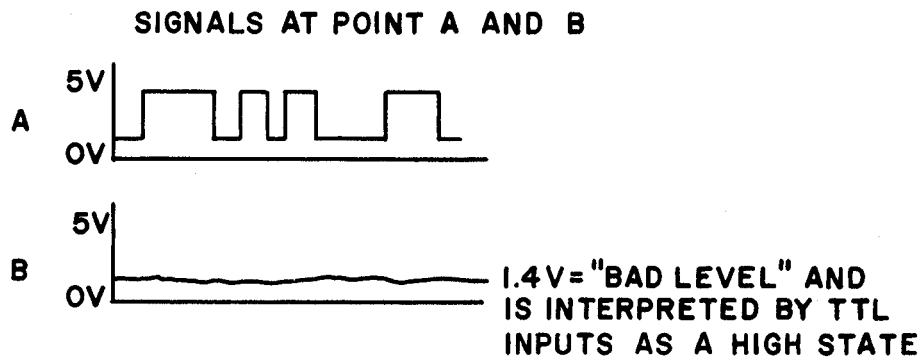 SIGNALS AT POINT A AND B
5V
A
0V
5V
B
0V
1.4V="BAD LEVEL" AND
IS INTERPRETED BY TTL
INPUTS AS A HIGH STATE